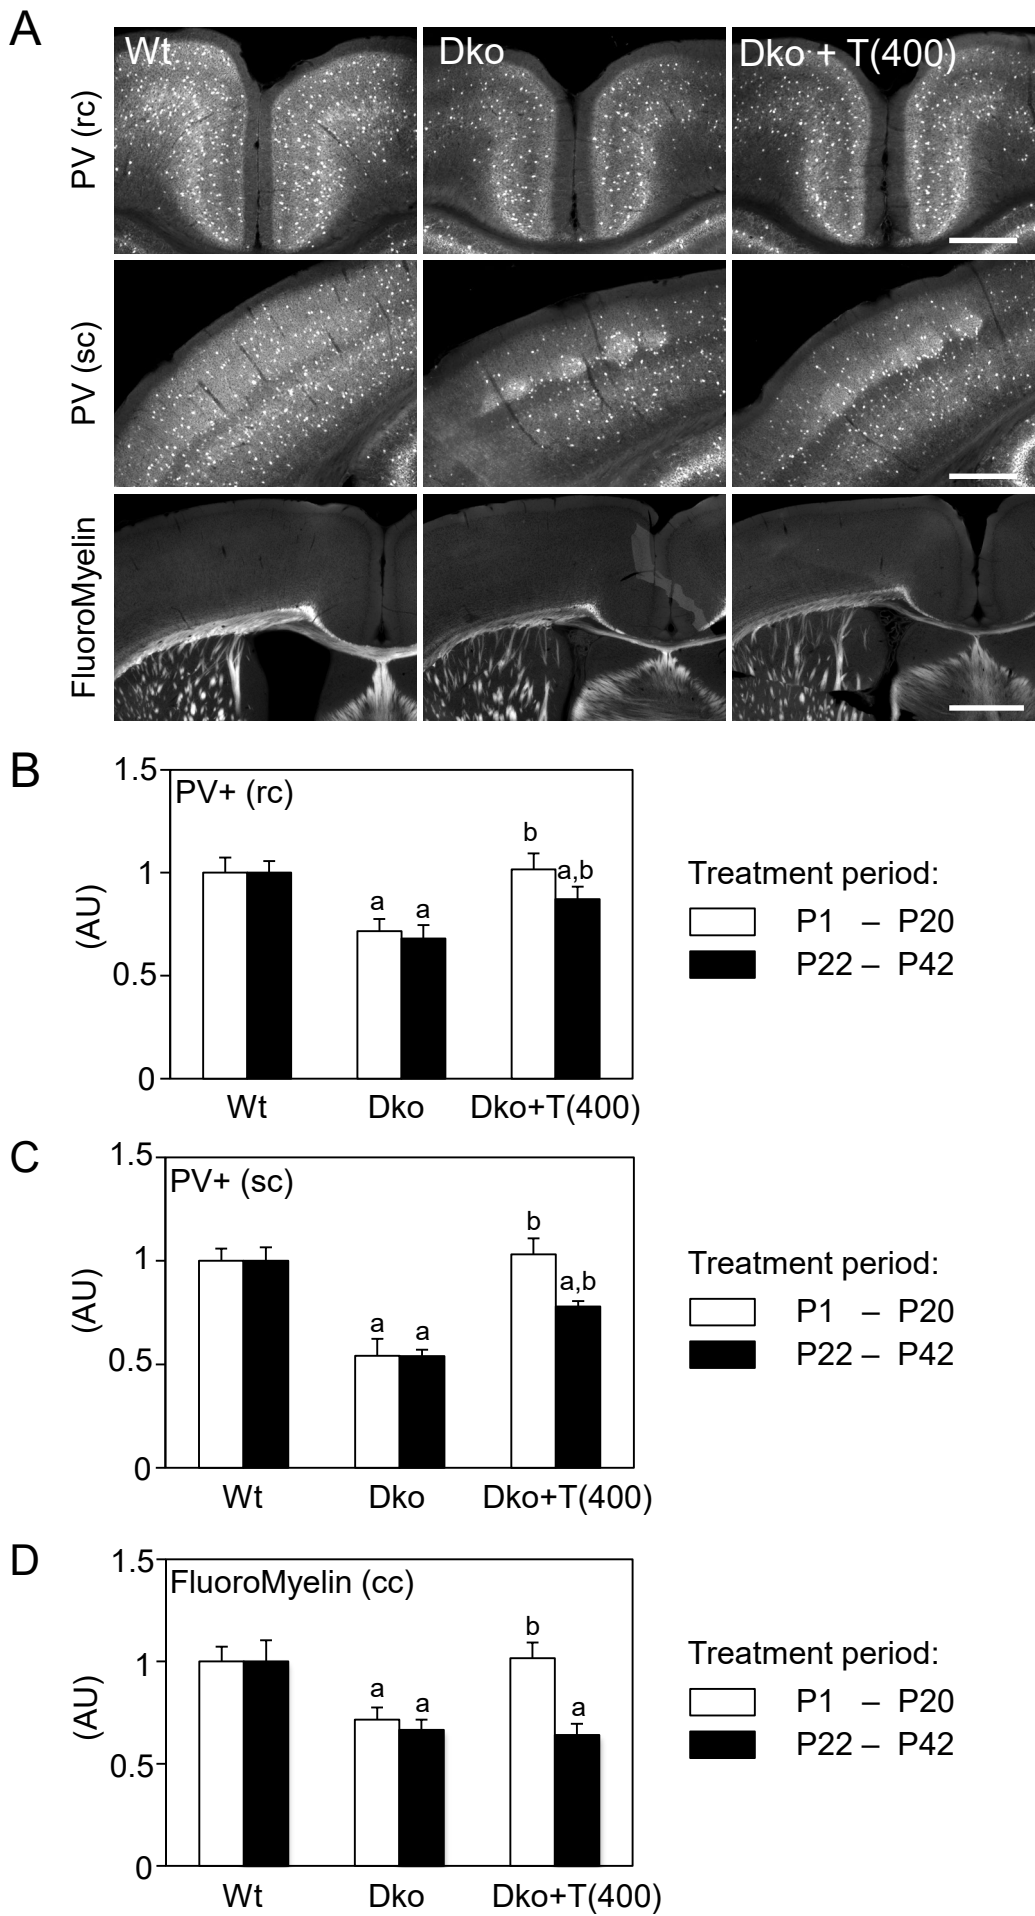 A
Wt
Dko
Dko + T(400)
PV (rc)
PV (sc)
FluoroMyelin
B
1.5
1
0.5
0
(AU)
PV+ (rc)
a
a
b
a,b
Wt
Dko
Dko+T(400)
Treatment period:
P1 – P20
P22 – P42
C
1.5
1
0.5
0
(AU)
PV+ (sc)
a
a
b
a,b
Wt
Dko
Dko+T(400)
Treatment period:
P1 – P20
P22 – P42
D
1.5
1
0.5
0
(AU)
FluoroMyelin (cc)
a
a
b
a
Wt
Dko
Dko+T(400)
Treatment period:
P1 – P20
P22 – P42